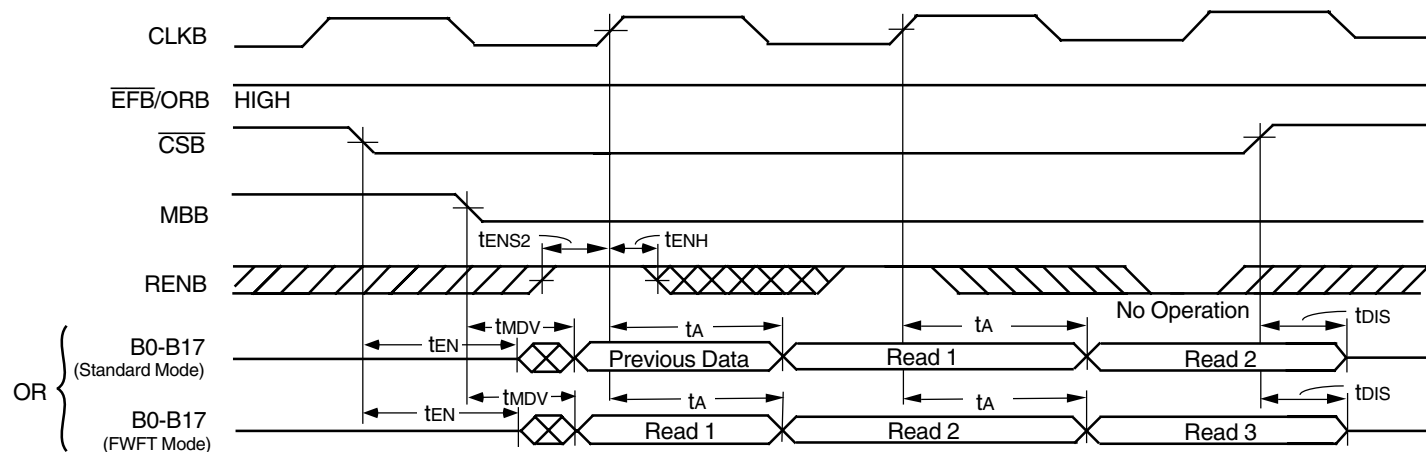 CLKB
EFB/ORB HIGH
CSB
MBB
tENS2 tENH
RENB
No Operation
tMDV tA tA tDIS
B0-B17 tEN Previous Data Read 1 Read 2
(Standard Mode)
OR
tMDV tA tA tDIS
B0-B17 tEN Read 1 Read 2 Read 3
(FWFT Mode)